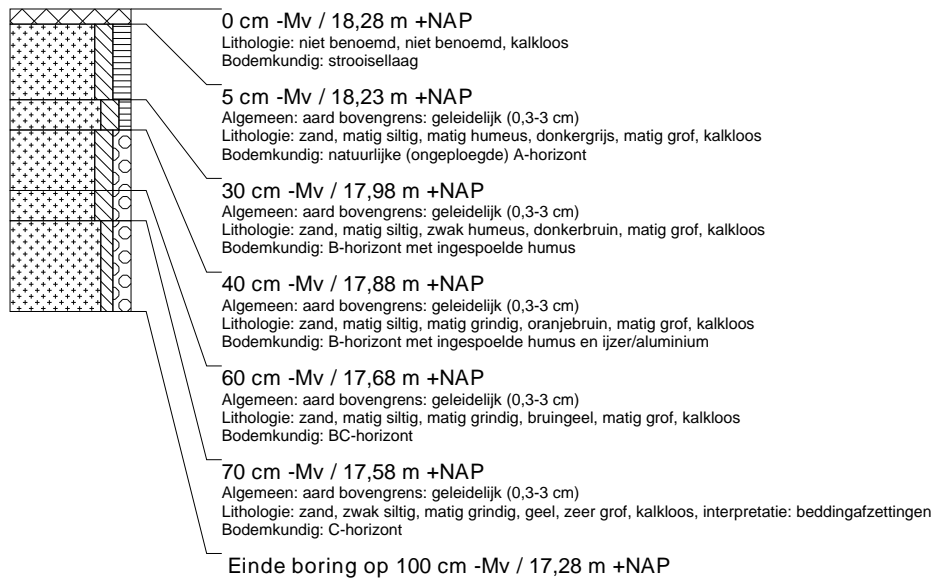 0 cm -Mv / 18,28 m +NAP
Lithologie: niet benoemd, niet benoemd, kalkloos
Bodemkundig: strooisellaag
5 cm -Mv / 18,23 m +NAP
Algemeen: aard bovengrens: geleidelijk (0,3-3 cm)
Lithologie: zand, matig siltig, matig humeus, donkergrijs, matig grof, kalkloos
Bodemkundig: natuurlijke (ongeploegde) A-horizont
30 cm -Mv / 17,98 m +NAP
Algemeen: aard bovengrens: geleidelijk (0,3-3 cm)
Lithologie: zand, matig siltig, zwak humeus, donkerbruin, matig grof, kalkloos
Bodemkundig: B-horizont met ingespoelde humus
40 cm -Mv / 17,88 m +NAP
Algemeen: aard bovengrens: geleidelijk (0,3-3 cm)
Lithologie: zand, matig siltig, matig grindig, oranjebruin, matig grof, kalkloos
Bodemkundig: B-horizont met ingespoelde humus en ijzer/aluminium
60 cm -Mv / 17,68 m +NAP
Algemeen: aard bovengrens: geleidelijk (0,3-3 cm)
Lithologie: zand, matig siltig, matig grindig, bruingeel, matig grof, kalkloos
Bodemkundig: BC-horizont
70 cm -Mv / 17,58 m +NAP
Algemeen: aard bovengrens: geleidelijk (0,3-3 cm)
Lithologie: zand, zwak siltig, matig grindig, geel, zeer grof, kalkloos, interpretatie: beddingafzettingen
Bodemkundig: C-horizont
Einde boring op 100 cm -Mv / 17,28 m +NAP